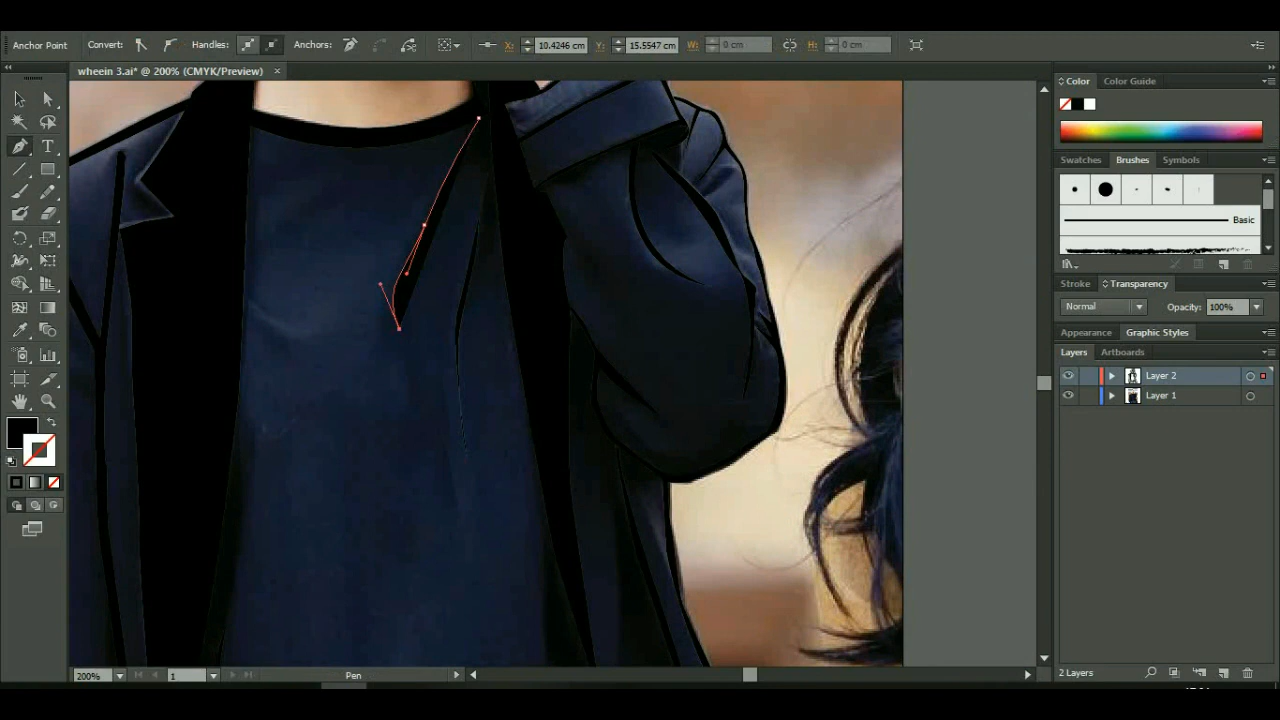 Anchor Point Convert: Handles: Anchors: X: 10.4246 cm Y: 15.5547 cm W: 0 cm H: 0 cm
wheein 3.ai* @ 200% (CMYK/Preview) ×
Color Color Guide
Swatches Brushes Symbols
Basic
Stroke Transparency
Normal Opacity: 100%
Appearance Graphic Styles
Layers Artboards
Layer 2
Layer 1
200% 1 Pen 2 Layers